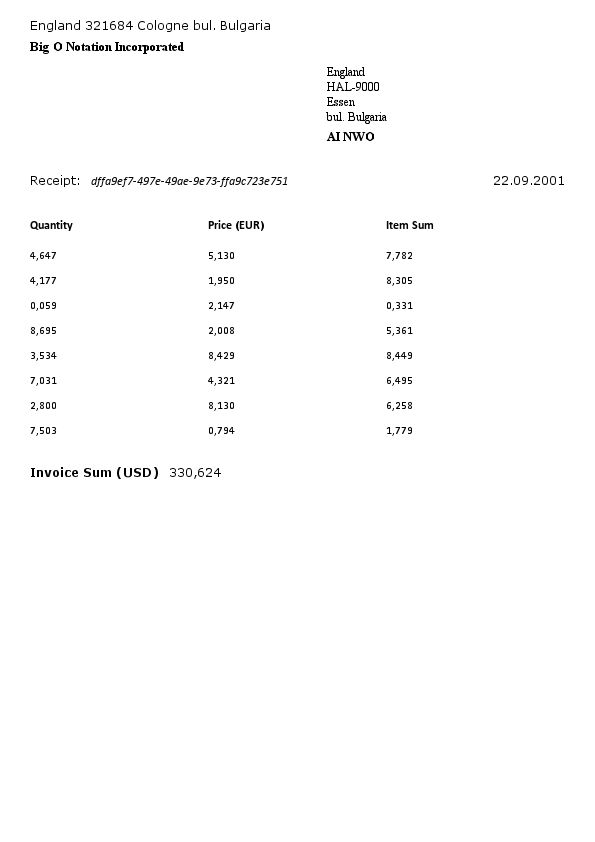 England 321684 Cologne bul. Bulgaria
Big O Notation Incorporated
England
HAL-9000
Essen
bul. Bulgaria
AI NWO
Receipt: dffa9ef7-497e-49ae-9e73-ffa9c723e751 22.09.2001
Quantity Price (EUR) Item Sum
4,647 5,130 7,782
4,177 1,950 8,305
0,059 2,147 0,331
8,695 2,008 5,361
3,534 8,429 8,449
7,031 4,321 6,495
2,800 8,130 6,258
7,503 0,794 1,779
Invoice Sum (USD) 330,624